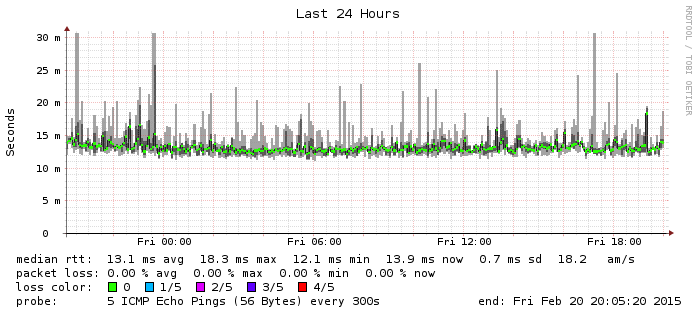 Last 24 Hours
RRDTOOL / TOBI OETIKER
Seconds
30 m
25 m
20 m
15 m
10 m
5 m
0
Fri 00:00 Fri 06:00 Fri 12:00 Fri 18:00
median rtt: 13.1 ms avg 18.3 ms max 12.1 ms min 13.9 ms now 0.7 ms sd 18.2 am/s
packet loss: 0.00 % avg 0.00 % max 0.00 % min 0.00 % now
loss color: 0 1/5 2/5 3/5 4/5
probe: 5 ICMP Echo Pings (56 Bytes) every 300s end: Fri Feb 20 20:05:20 2015